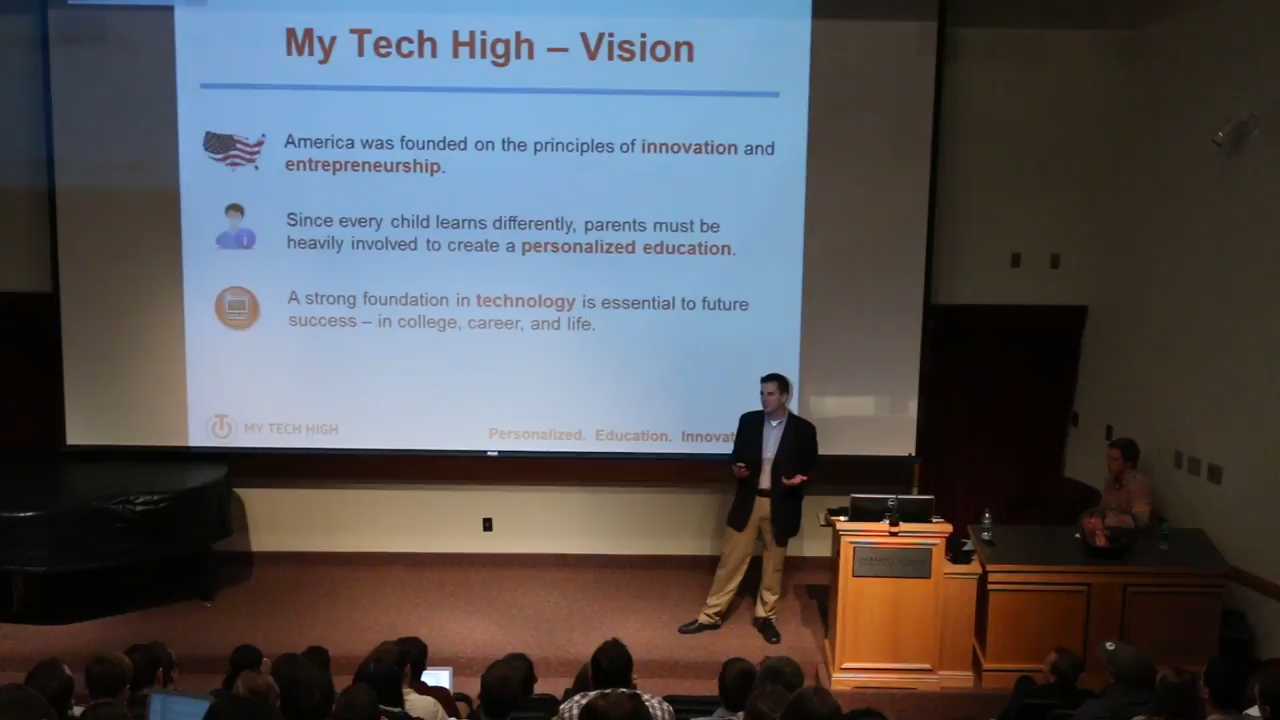 My Tech High – Vision
America was founded on the principles of innovation and
entrepreneurship.
Since every child learns differently, parents must be
heavily involved to create a personalized education.
A strong foundation in technology is essential to future
success – in college, career, and life.
MY TECH HIGH
Personalized. Education. Innovat